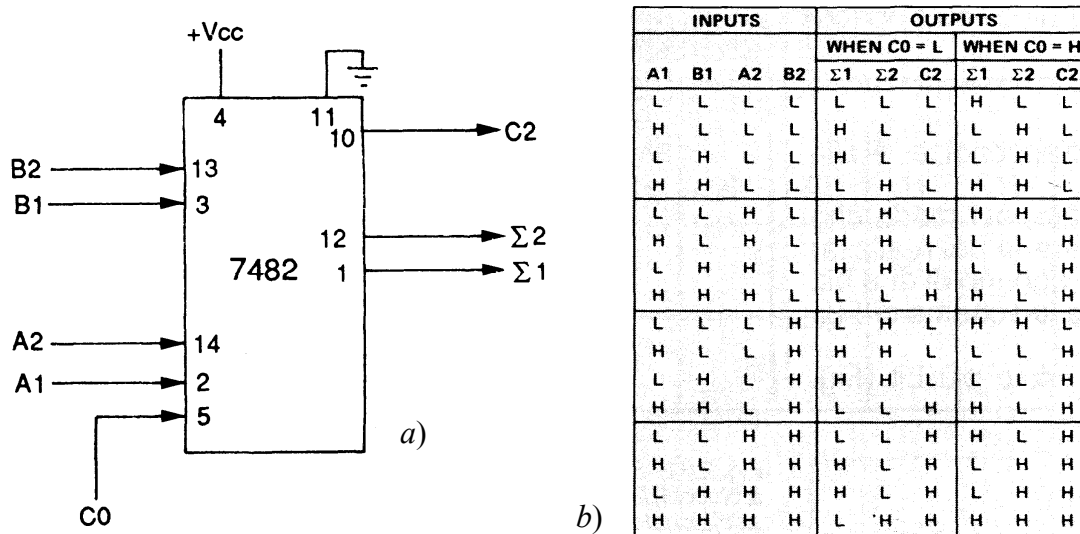 +Vcc
4
11
10
C2
B2
13
B1
3
12
Σ2
7482
1
Σ1
A2
14
A1
2
5
a)
C0
b)
INPUTS OUTPUTS
WHEN C0 = L WHEN C0 = H
A1 B1 A2 B2 Σ1 Σ2 C2 Σ1 Σ2 C2
L L L L L L L H L L
H L L L H L L L H L
L H L L H L L L H L
H H L L L H L H H L
L L H L L H L H H L
H L H L H H L L L H
L H H L H H L L L H
H H H L L L H H L H
L L L H L H L H H L
H L L H H H L L L H
L H L H H H L L L H
H H L H L L H H L H
L L H H L L H H L H
H L H H H L H L H H
L H H H H L H L H H
H H H H L H H H H H